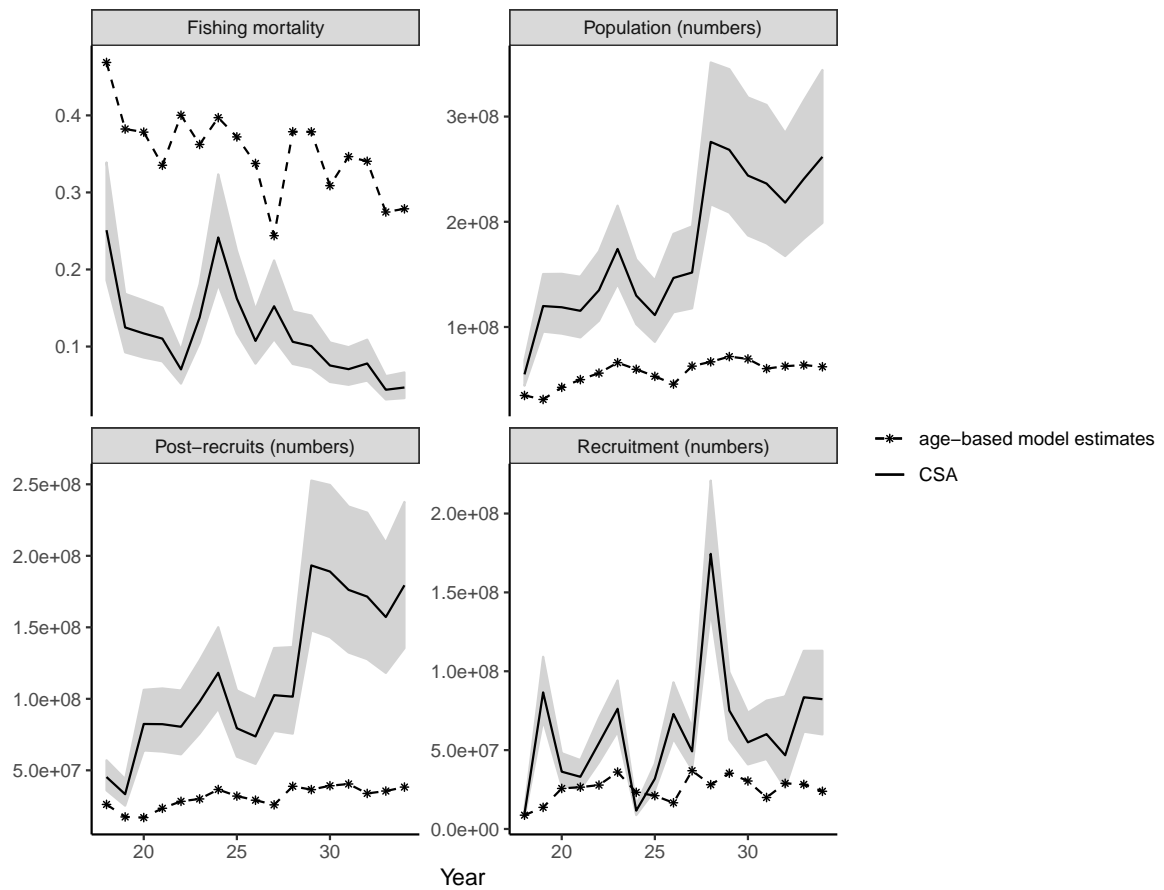 Fishing mortality
Population (numbers)
0.4
0.3
0.2
0.1
3e+08
2e+08
1e+08
Post−recruits (numbers)
Recruitment (numbers)
2.5e+08
2.0e+08
1.5e+08
1.0e+08
5.0e+07
2.0e+08
1.5e+08
1.0e+08
5.0e+07
0.0e+00
20 25 30
20 25 30
Year
age−based model estimates
CSA